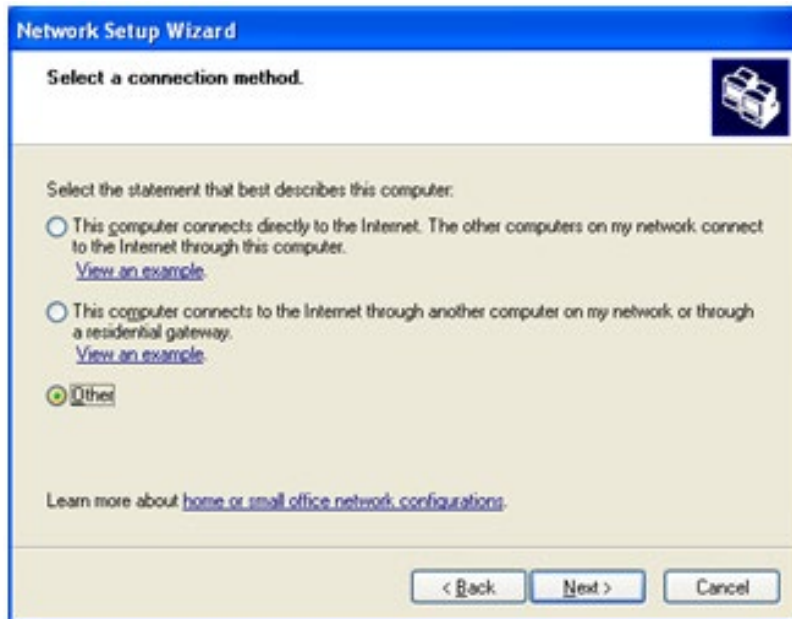 Network Setup Wizard
Select a connection method.
Select the statement that best describes this computer:
This computer connects directly to the Internet. The other computers on my network connect
to the Internet through this computer.
View an example.
This computer connects to the Internet through another computer on my network or through
a residential gateway.
View an example.
Other
Learn more about home or small office network configurations.
< Back
Next >
Cancel